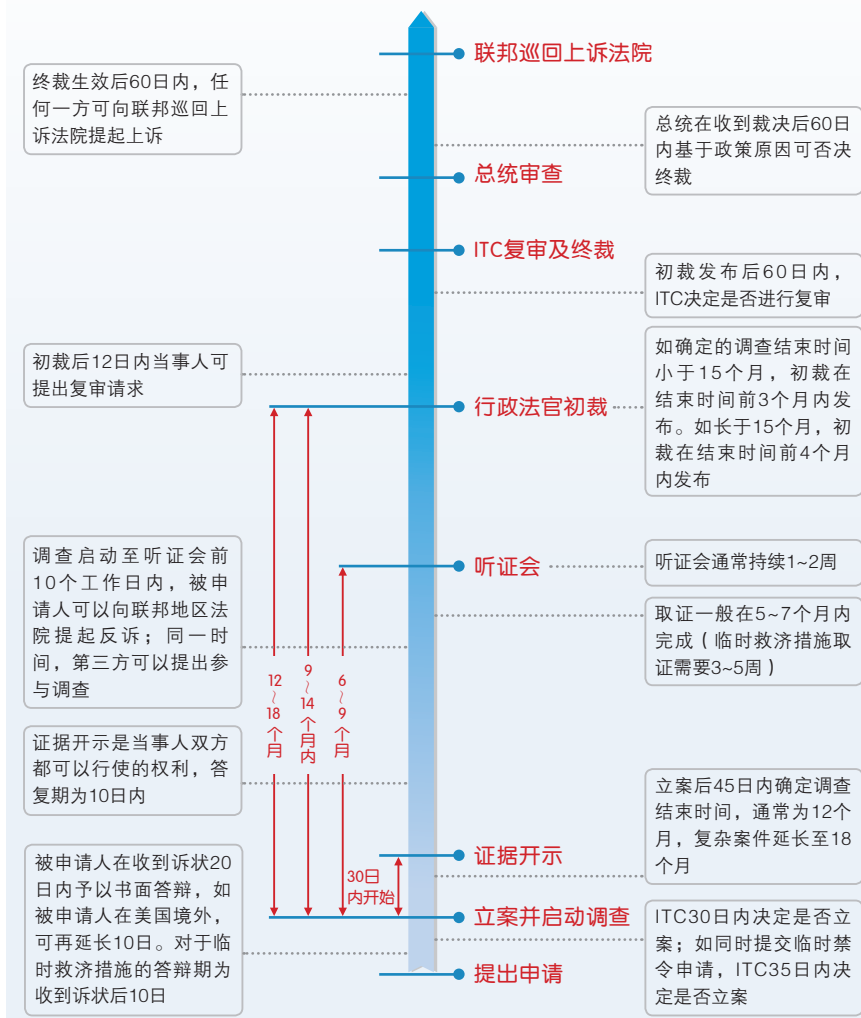 联邦巡回上诉法院
终裁生效后60日内，任
何一方可向联邦巡回上
诉法院提起上诉
总统在收到裁决后60日
内基于政策原因可否决
终裁
总统审查
ITC复审及终裁
初裁发布后60日内，
ITC决定是否进行复审
初裁后12日内当事人可
提出复审请求
如确定的调查结束时间
小于15个月，初裁在
结束时间前3个月内发
布。如长于15个月，初
裁在结束时间前4个月
内发布
行政法官初裁
调查启动至听证会前
10个工作日内，被申
请人可以向联邦地区法
院提起反诉；同一时
间，第三方可以提出参
与调查
听证会
听证会通常持续1~2周
取证一般在5~7个月内
完成（临时救济措施取
证需要3~5周）
12~18个月
9~14个月内
6~9个月
证据开示是当事人双方
都可以行使的权利，答
复期为10日内
立案后45日内确定调查
结束时间，通常为12个
月，复杂案件延长至18
个月
证据开示
30日
内开始
被申请人在收到诉状20
日内予以书面答辩，如
被申请人在美国境外，
可再延长10日。对于临
时救济措施的答辩期为
收到诉状后10日
立案并启动调查
ITC30日内决定是否立
案；如同时提交临时禁
令申请，ITC35日内决
定是否立案
提出申请